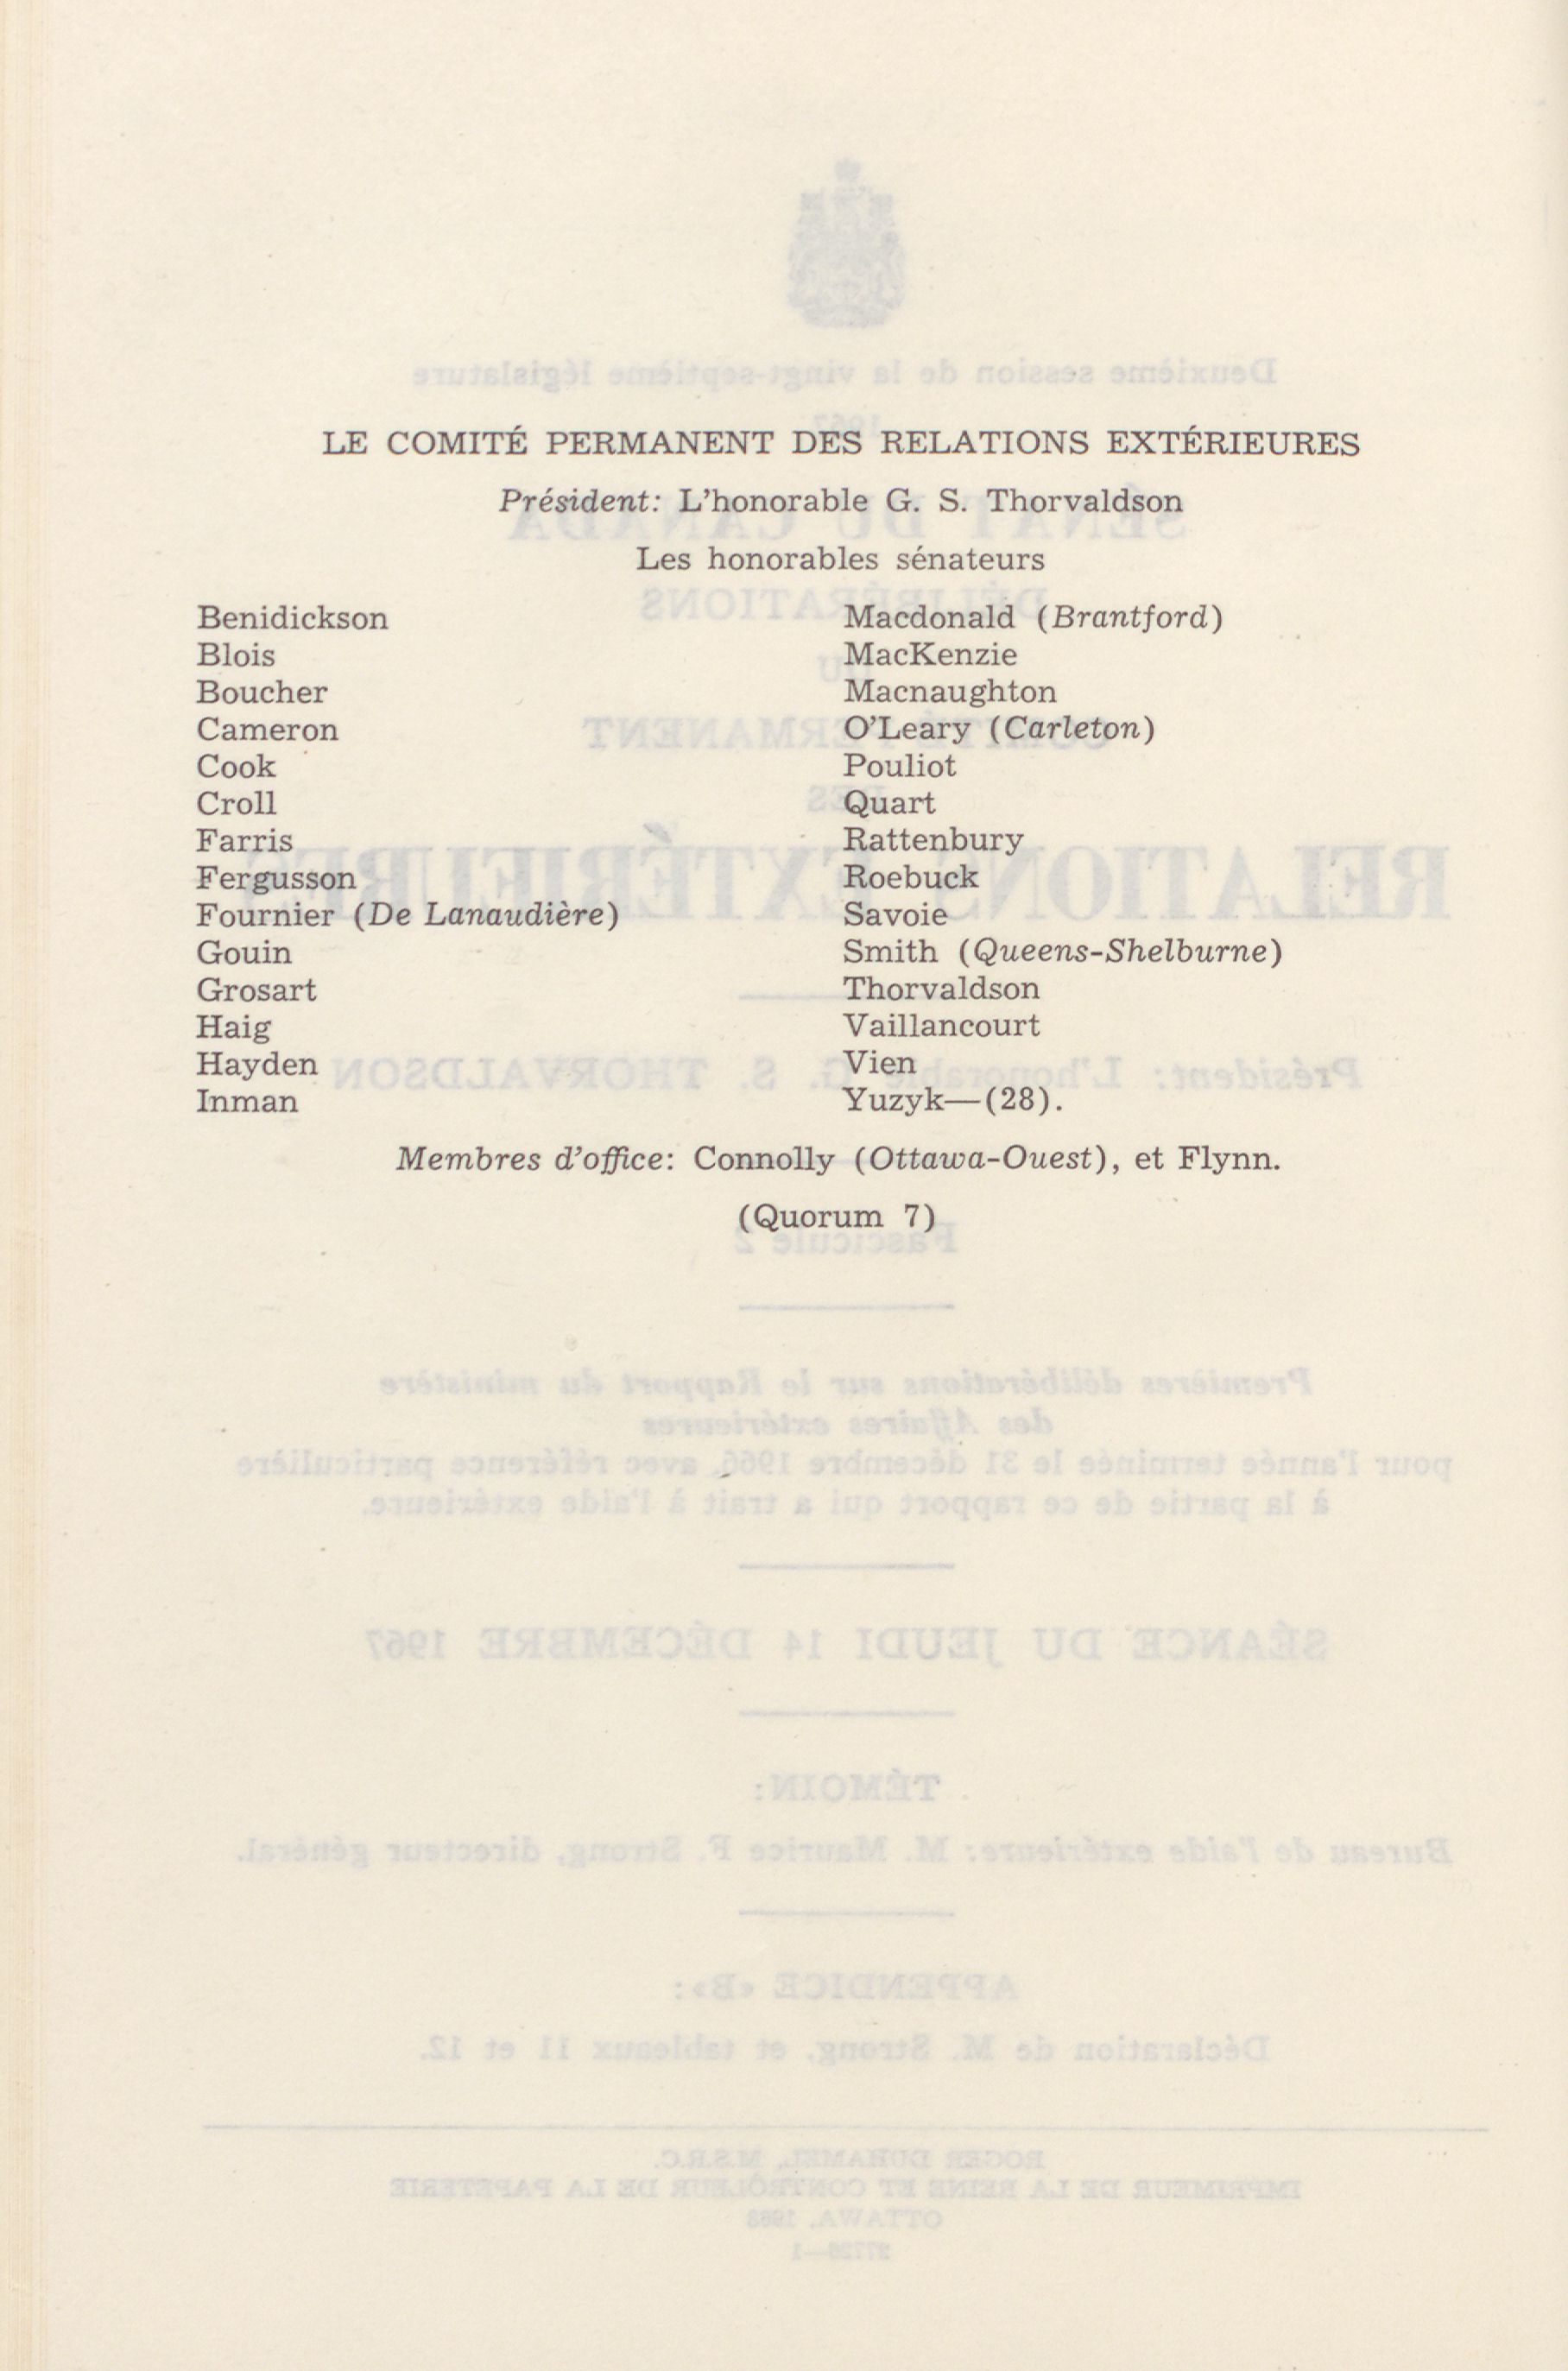 LE COMITÉ PERMANENT DES RELATIONS EXTÉRIEURES
Président: L'honorable G. S. Thorvaldson
Les honorables sénateurs
Benidickson
Blois
Boucher
Cameron
Cook
Croll
Farris
Fergusson
Fournier (De Lanaudière)
Gouin
Grosart
Haig
Hayden
Inman
Macdonald (Brantford)
MacKenzie
Macnaughton
O'Leary (Carleton)
Pouliot
Quart
Rattenbury
Roebuck
Savoie
Smith (Queens-Shelburne)
Thorvaldson
Vaillancourt
Vien
Yuzyk—(28).
Membres d'office: Connolly (Ottawa-Ouest), et Flynn.
(Quorum 7)